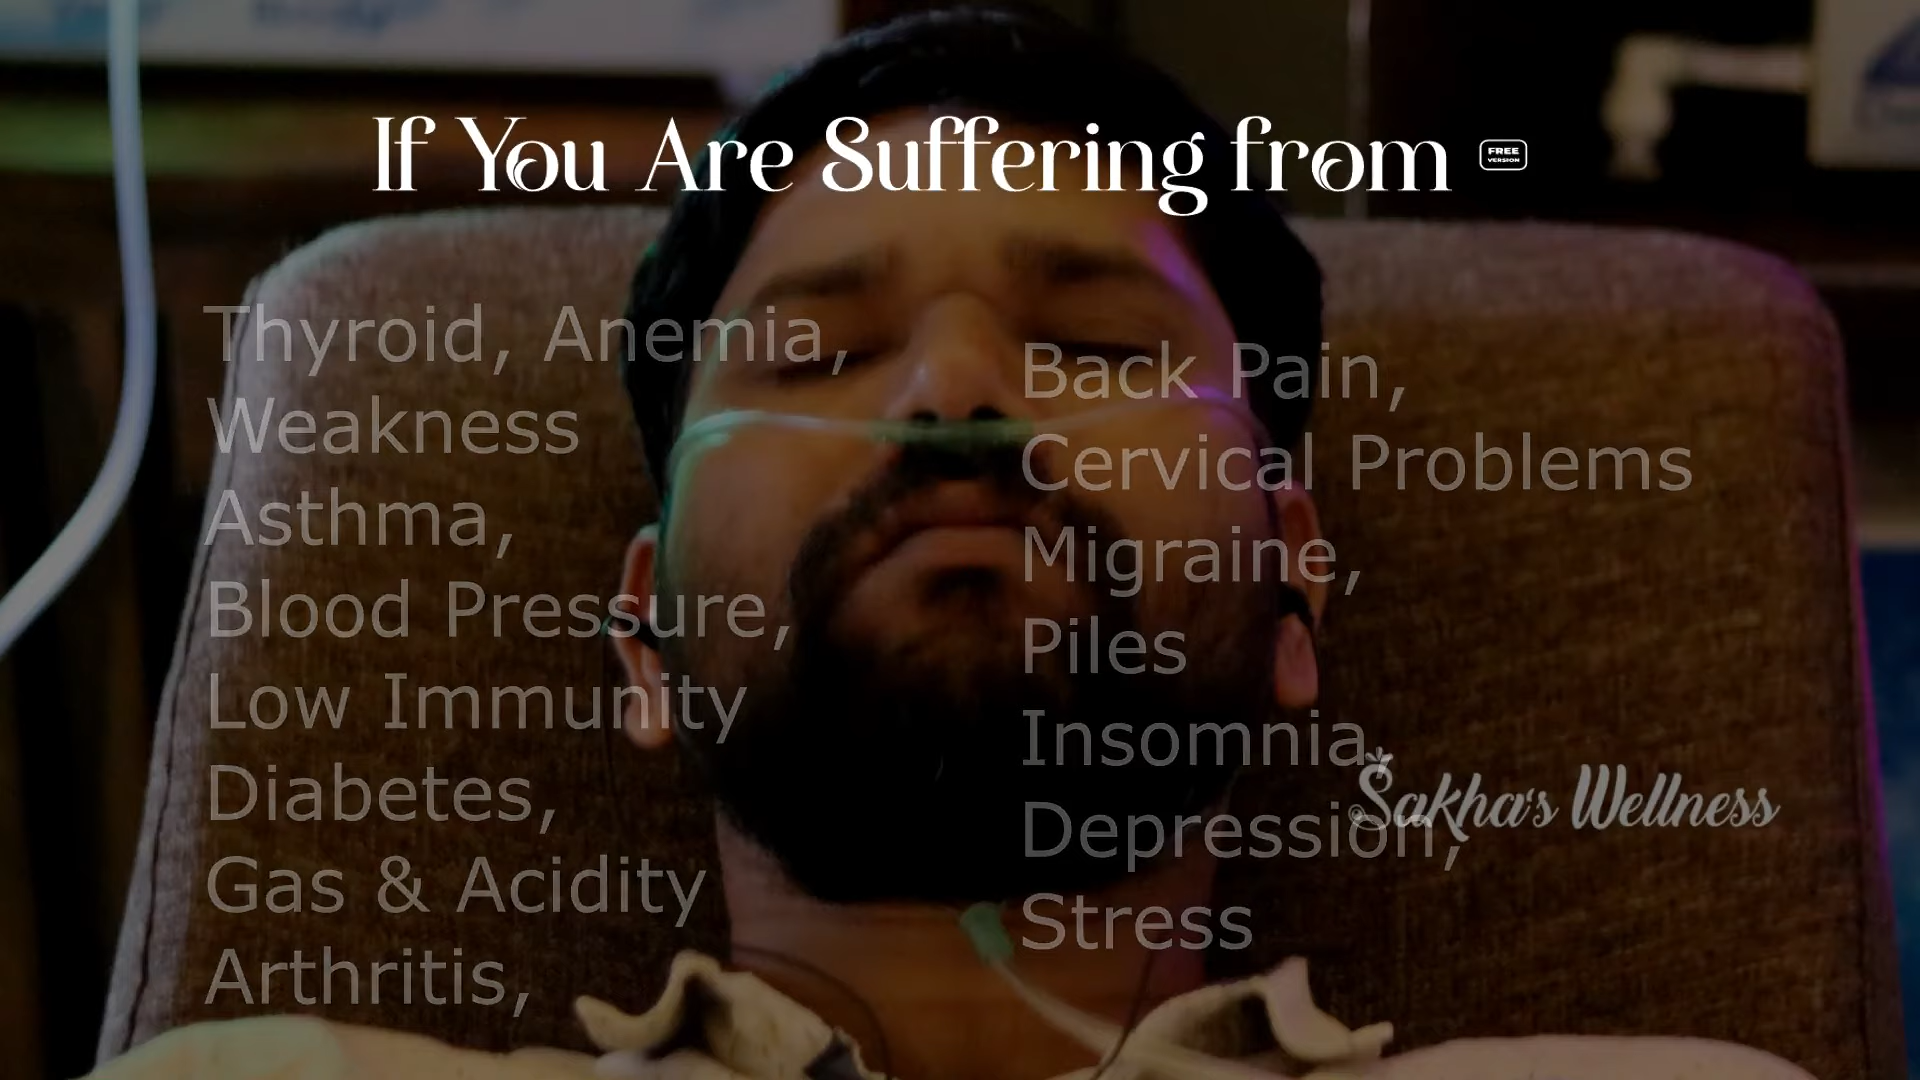 If You Are Suffering from
FREE
VERSION
Thyroid, Anemia,
Weakness
Asthma,
Blood Pressure,
Low Immunity
Diabetes,
Gas & Acidity
Arthritis,
Back Pain,
Cervical Problems
Migraine,
Piles
Insomnia,
Depression,
Stress
Sakha's Wellness